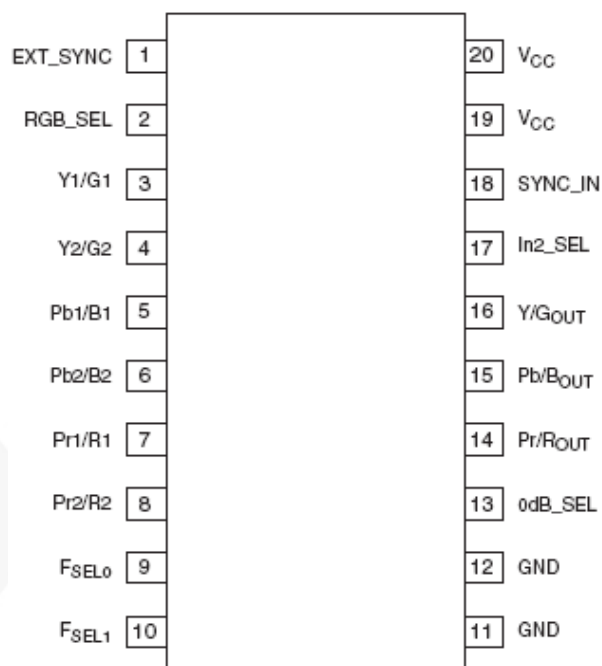 EXT_SYNC 1 20 VCC
RGB_SEL 2 19 VCC
Y1/G1 3 18 SYNC_IN
Y2/G2 4 17 In2_SEL
Pb1/B1 5 16 Y/GOUT
Pb2/B2 6 15 Pb/BOUT
Pr1/R1 7 14 Pr/ROUT
Pr2/R2 8 13 0dB_SEL
FSEL0 9 12 GND
FSEL1 10 11 GND